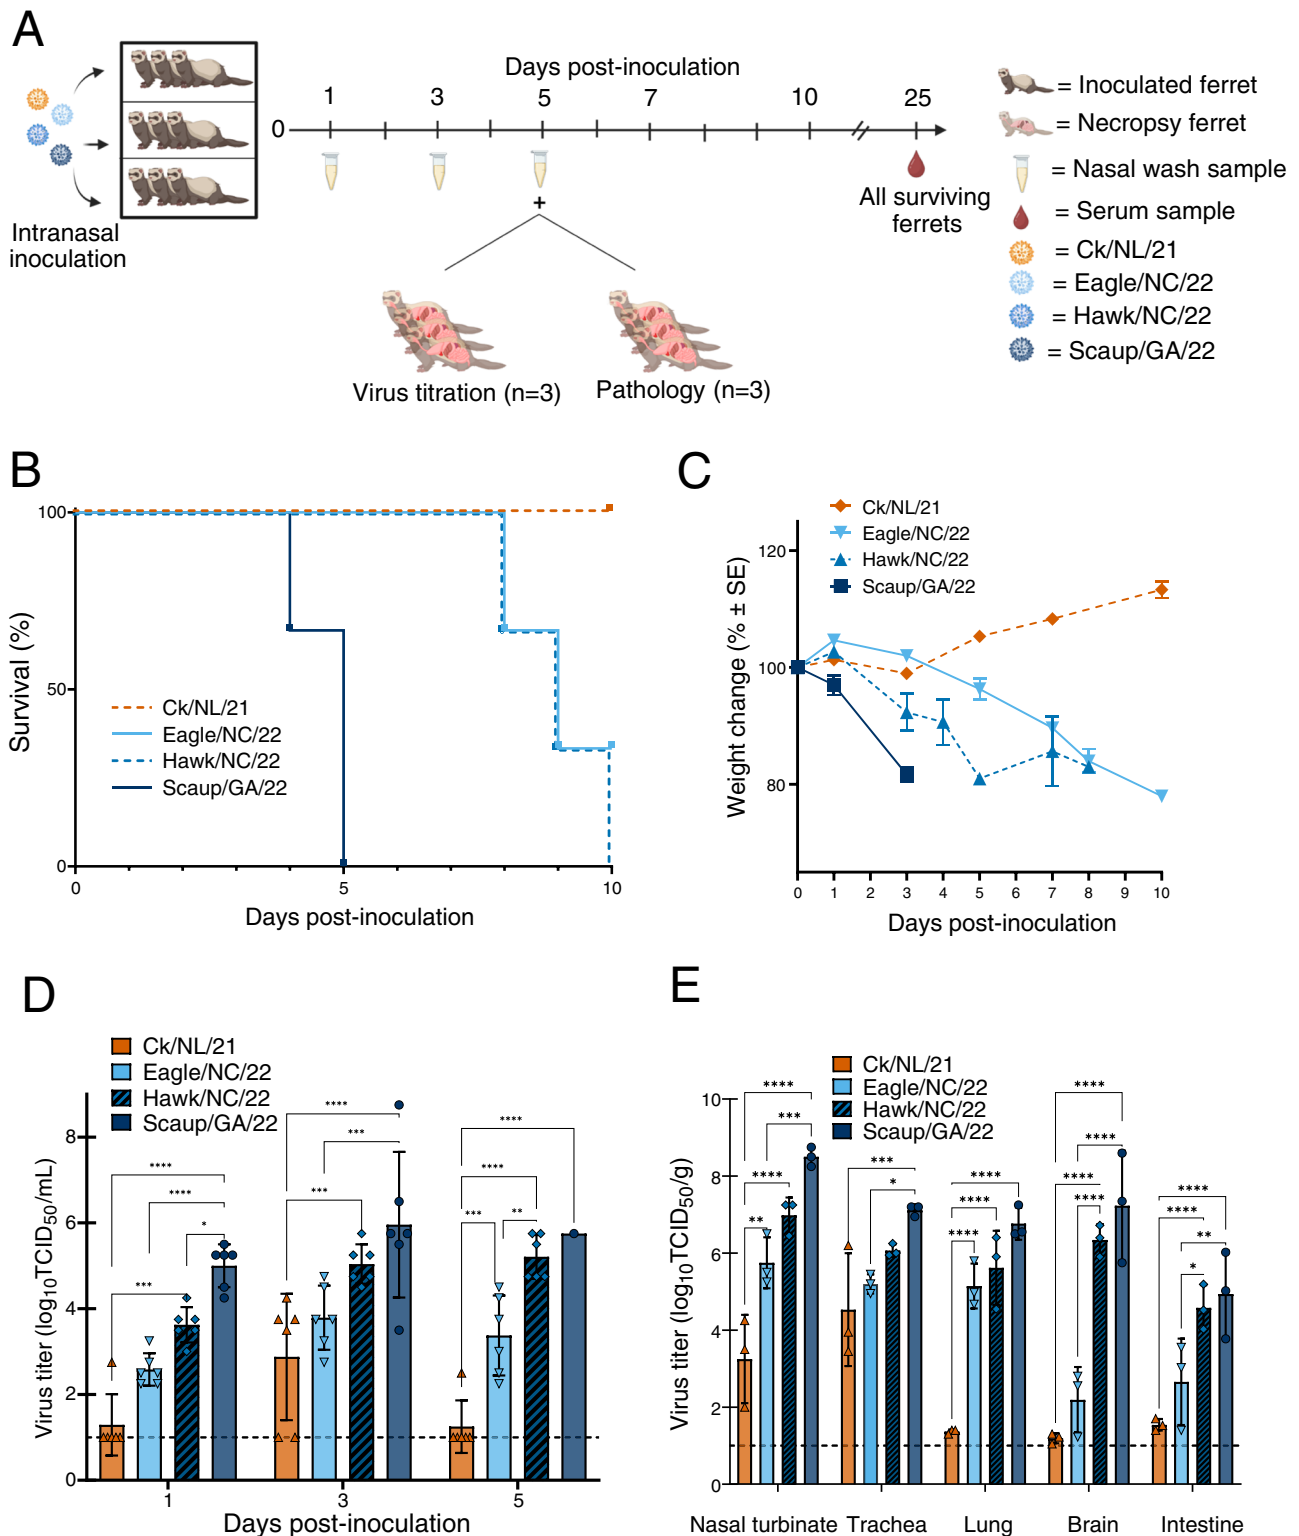 A
Days post-inoculation
1 3 5 7 10 25
0
Intranasal
inoculation
+
All surviving
ferrets
Virus titration (n=3)
Pathology (n=3)
= Inoculated ferret
= Necropsy ferret
= Nasal wash sample
= Serum sample
= Ck/NL/21
= Eagle/NC/22
= Hawk/NC/22
= Scaup/GA/22
B
Survival (%)
100
50
0
Ck/NL/21
Eagle/NC/22
Hawk/NC/22
Scaup/GA/22
0 5 10
Days post-inoculation
C
Ck/NL/21
Eagle/NC/22
Hawk/NC/22
Scaup/GA/22
Weight change (% ± SE)
120
100
80
0 1 2 3 4 5 6 7 8 9 10
Days post-inoculation
D
Ck/NL/21
Eagle/NC/22
Hawk/NC/22
Scaup/GA/22
Virus titer (log10TCID50/mL)
8
6
4
2
0
**** **** * ***
**** *** ***
**** **** *** **
1 3 5
Days post-inoculation
E
Ck/NL/21
Eagle/NC/22
Hawk/NC/22
Scaup/GA/22
Virus titer (log10TCID50/g)
10
8
6
4
2
0
**** *** **** **
*** *
**** **** ****
**** **** **** ****
**** **** ** *
Nasal turbinate Trachea Lung Brain Intestine